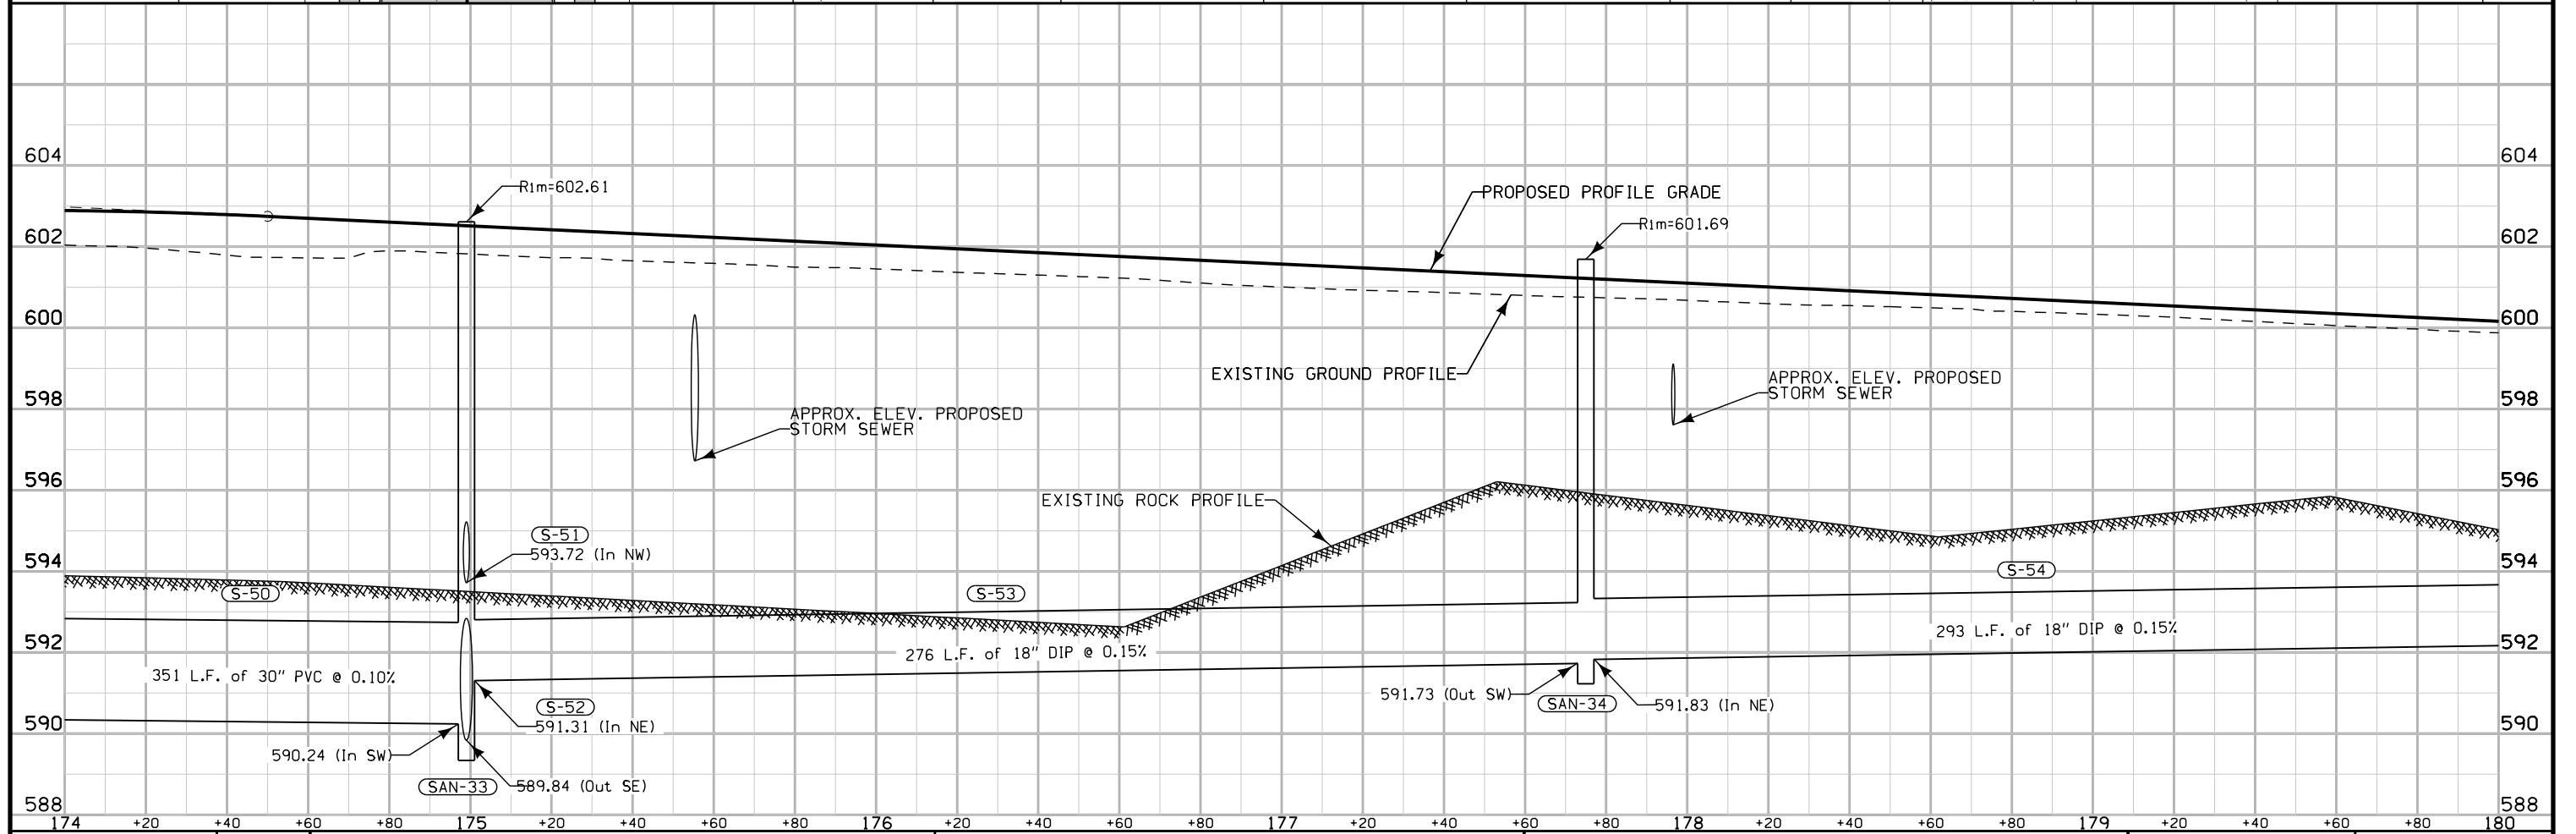 604 604
Rim=602.61
PROPOSED PROFILE GRADE
Rim=601.69
602 602
600 600
EXISTING GROUND PROFILE
APPROX. ELEV. PROPOSED
STORM SEWER
598 598
APPROX. ELEV. PROPOSED
STORM SEWER
596 596
EXISTING ROCK PROFILE
S-51
593.72 (In NW)
594 594
S-50
S-53
S-54
592 592
276 L.F. of 18" DIP @ 0.15%
293 L.F. of 18" DIP @ 0.15%
351 L.F. of 30" PVC @ 0.10%
591.73 (Out SW)
SAN-34
591.83 (In NE)
S-52
591.31 (In NE)
590 590
590.24 (In SW)
SAN-33
589.84 (Out SE)
588 588
174 +20 +40 +60 +80 175 +20 +40 +60 +80 176 +20 +40 +60 +80 177 +20 +40 +60 +80 178 +20 +40 +60 +80 179 +20 +40 +60 +80 180